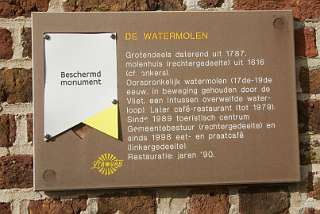 DE WATERMOLEN
Beschermd
monument
Grotendeels daterend uit 1787,
molenhuis (rechtergedeelte) uit 1616
(cf. ankers).
Oorspronkelijk watermolen (17de-19de
eeuw, in beweging gehouden door de
Vliet, een intussen overwelfde water-
loop). Later café-restaurant (tot 1979).
Sinds 1989 toeristisch centrum
Gemeentebestuur (rechtergedeelte) en
sinds 1998 eet- en praatcafé
(linkergedeelte).
Restauratie: jaren '90.